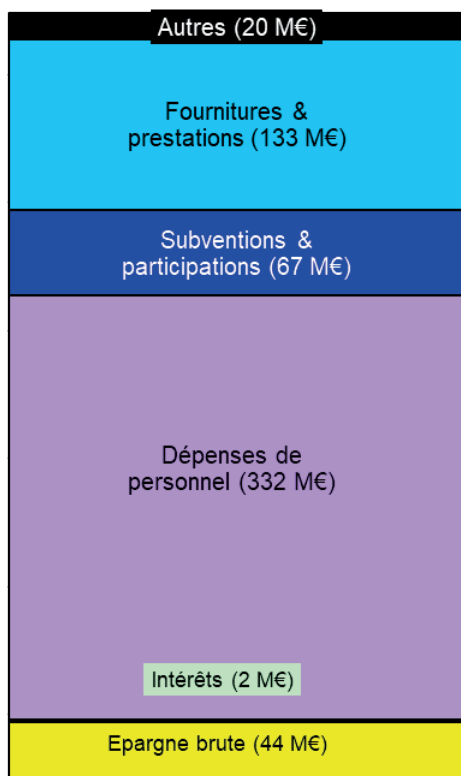 Autres (20 M€)
Fournitures &
prestations (133 M€)
Subventions &
participations (67 M€)
Dépenses de
personnel (332 M€)
Intérêts (2 M€)
Epargne brute (44 M€)